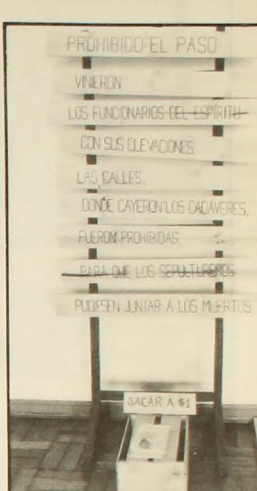 PROHIBIDO EL PASO
VINIERON
LOS FUNCIONARIOS DEL ESPÍRITU
CON SUS ELEVACIONES.
LAS CALLES,
DONDE CAYERON LOS CADÁVERES,
FUERON PROHIBIDAS,
PARA QUE LOS SEPULTUREROS
PUDIESEN JUNTAR A LOS MUERTOS
SACAR A $1